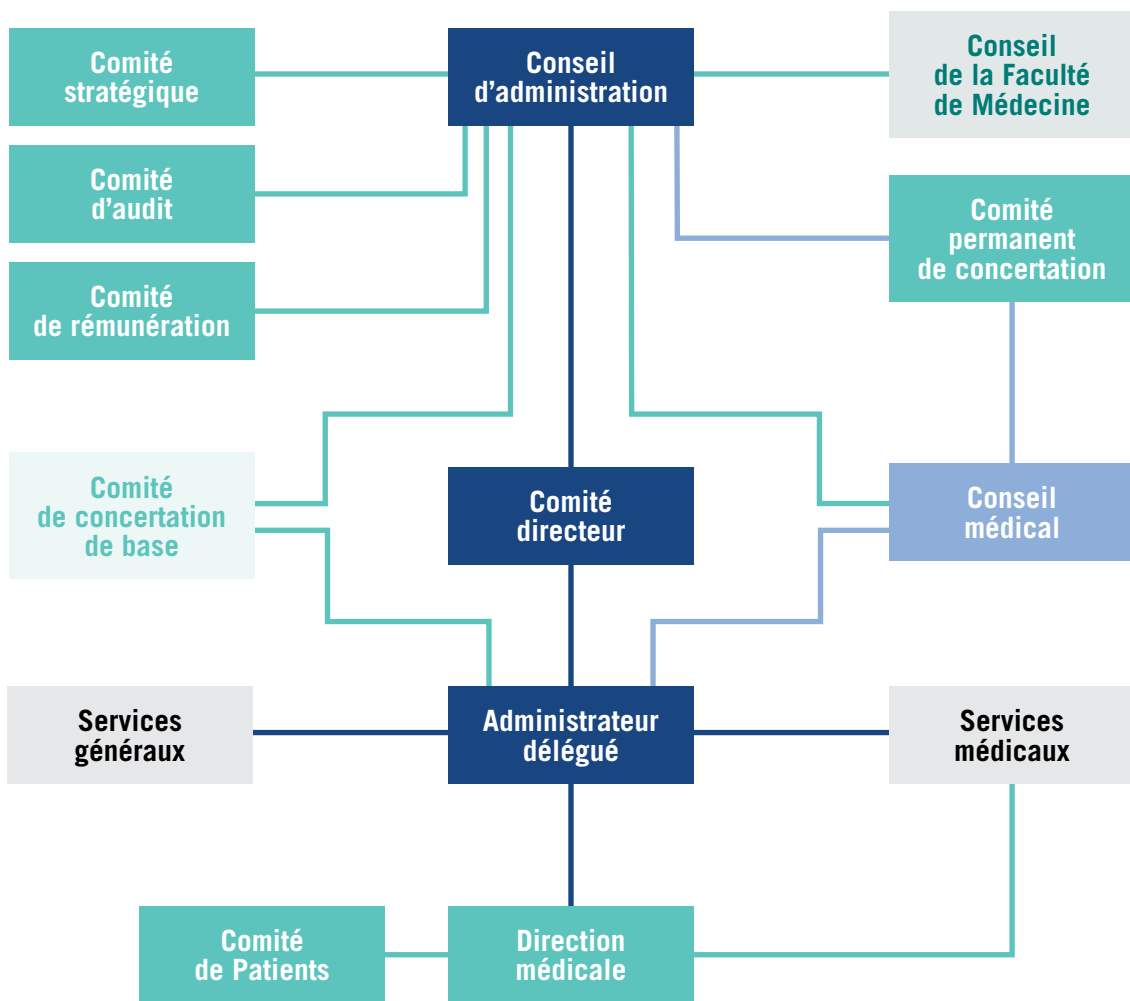 Comité
stratégique
Conseil
d'administration
Conseil
de la Faculté
de Médecine
Comité
d'audit
Comité
permanent
de concertation
Comité
de rémunération
Comité
de concertation
de base
Comité
directeur
Conseil
médical
Services
généraux
Administrateur
délégué
Services
médicaux
Comité
de Patients
Direction
médicale